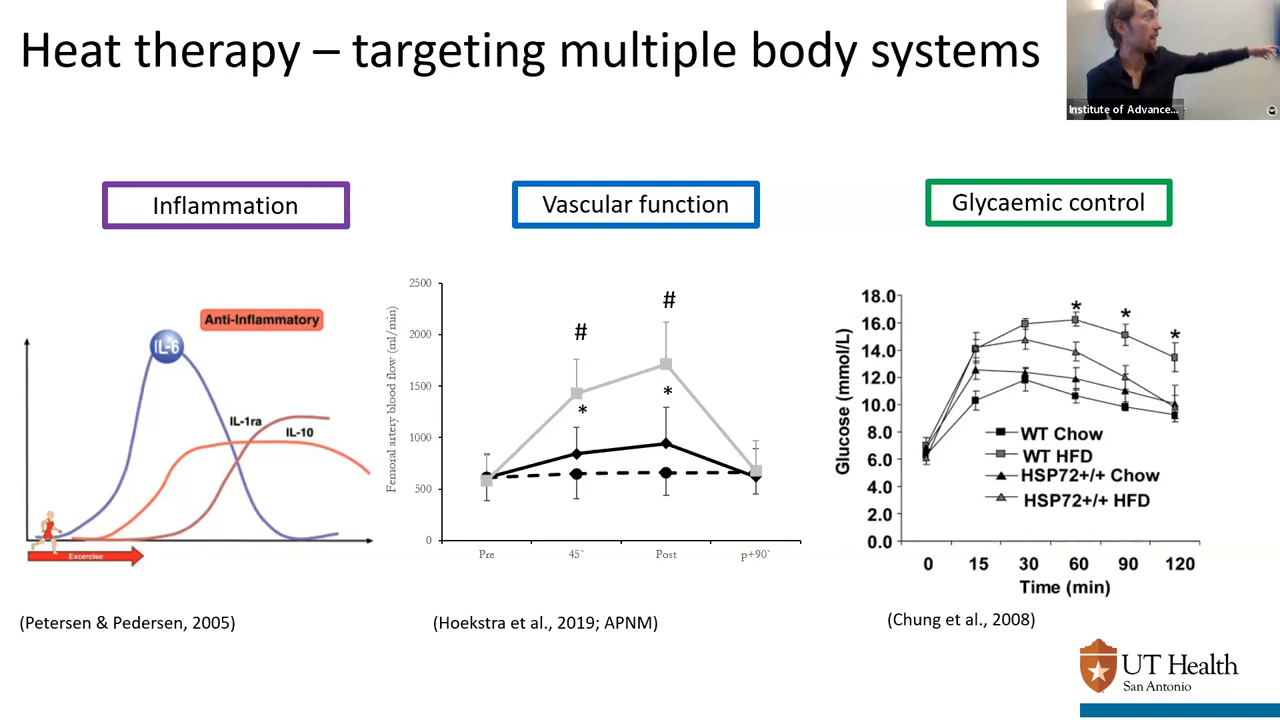 Heat therapy – targeting multiple body systems
Institute of Advance...
Inflammation
Vascular function
Glycaemic control
Anti-Inflammatory
IL-6
IL-1ra
IL-10
Excercise
Femoral artery blood flow (ml/min)
2500
2000
1500
1000
500
0
#
#
*
*
Pre
45`
Post
p+90`
Glucose (mmol/L)
18.0
16.0
14.0
12.0
10.0
8.0
6.0
4.0
2.0
0.0
*
*
*
WT Chow
WT HFD
HSP72+/+ Chow
HSP72+/+ HFD
0 15 30 60 90 120
Time (min)
(Petersen & Pedersen, 2005)
(Hoekstra et al., 2019; APNM)
(Chung et al., 2008)
UT Health
San Antonio